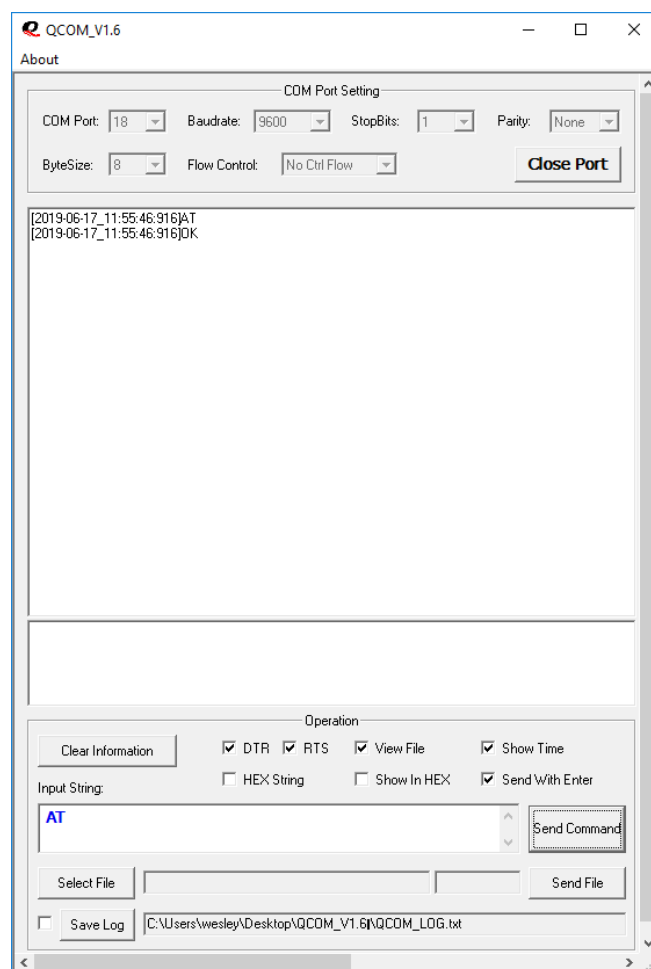 QCOM_V1.6
About
COM Port Setting
COM Port: 18 Baudrate: 9600 StopBits: 1 Parity: None
ByteSize: 8 Flow Control: No Ctrl Flow Close Port
[2019-06-17_11:55:46:916]AT
[2019-06-17_11:55:46:916]OK
Operation
Clear Information DTR RTS View File Show Time
HEX String Show In HEX Send With Enter
Input String:
AT
Send Command
Select File Send File
Save Log C:\Users\wesley\Desktop\QCOM_V1.6\QCOM_LOG.txt